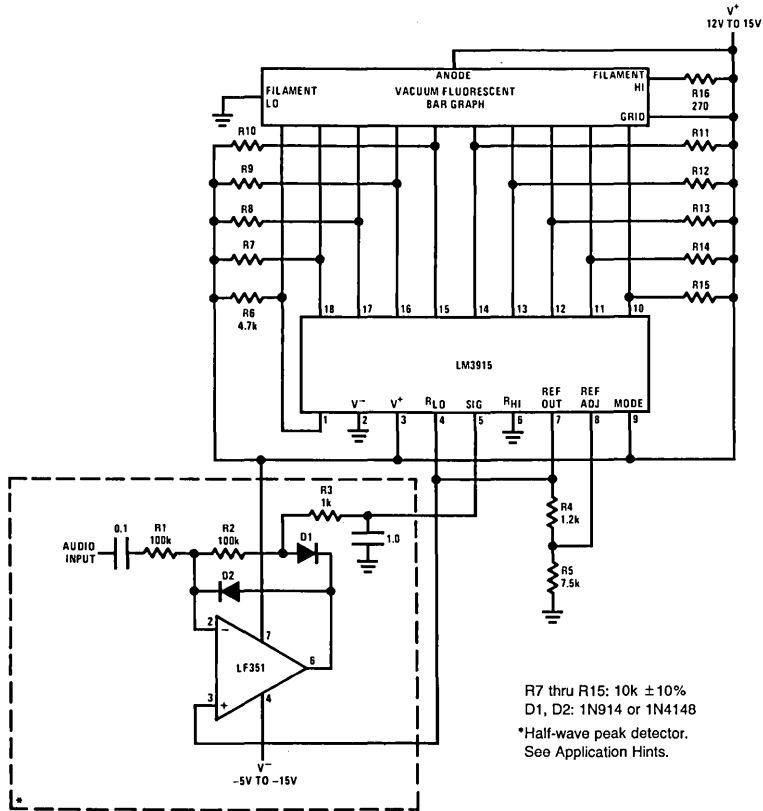 V+
12V TO 15V
ANODE
FILAMENT LO
VACUUM FLUORESCENT
BAR GRAPH
FILAMENT HI
GRID
R16
270
R10
R11
R9
R12
R8
R13
R7
R14
R6
4.7k
R15
18 17 16 15 14 13 12 11 10
LM3915
V− V+ RLO SIG RHI REF OUT REF ADJ MODE
1 2 3 4 5 6 7 8 9
R3
1k
R4
1.2k
0.1
R1
100k
R2
100k
D1
1.0
AUDIO
INPUT
D2
R5
7.5k
2
−
7
LF351
6
3
+
4
V−
−5V TO −15V
*
R7 thru R15: 10k ±10%
D1, D2: 1N914 or 1N4148
*Half-wave peak detector.
See Application Hints.